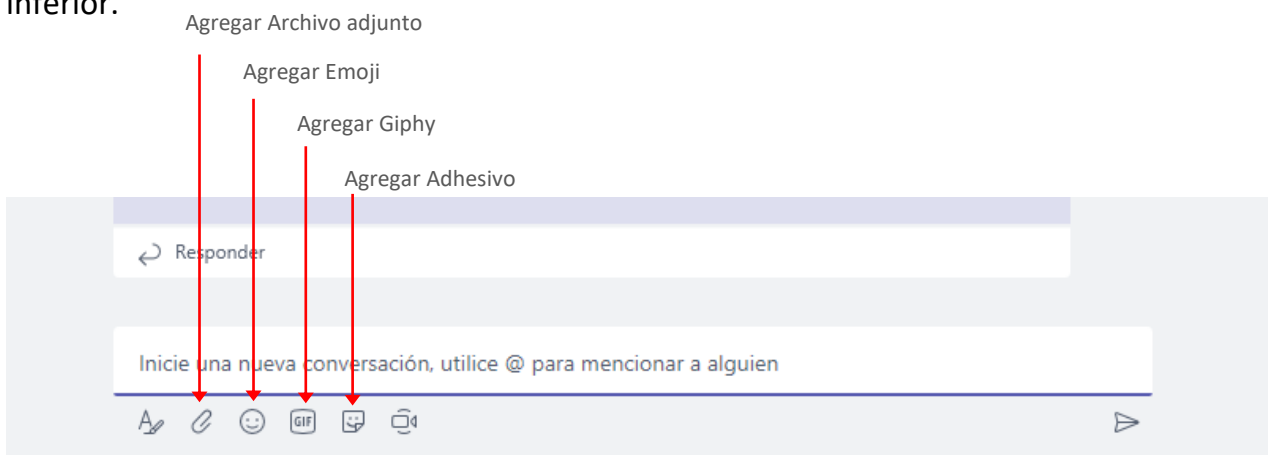 inferior.
Agregar Archivo adjunto
Agregar Emoji
Agregar Giphy
Agregar Adhesivo
Responder
Inicie una nueva conversación, utilice @ para mencionar a alguien
GIF